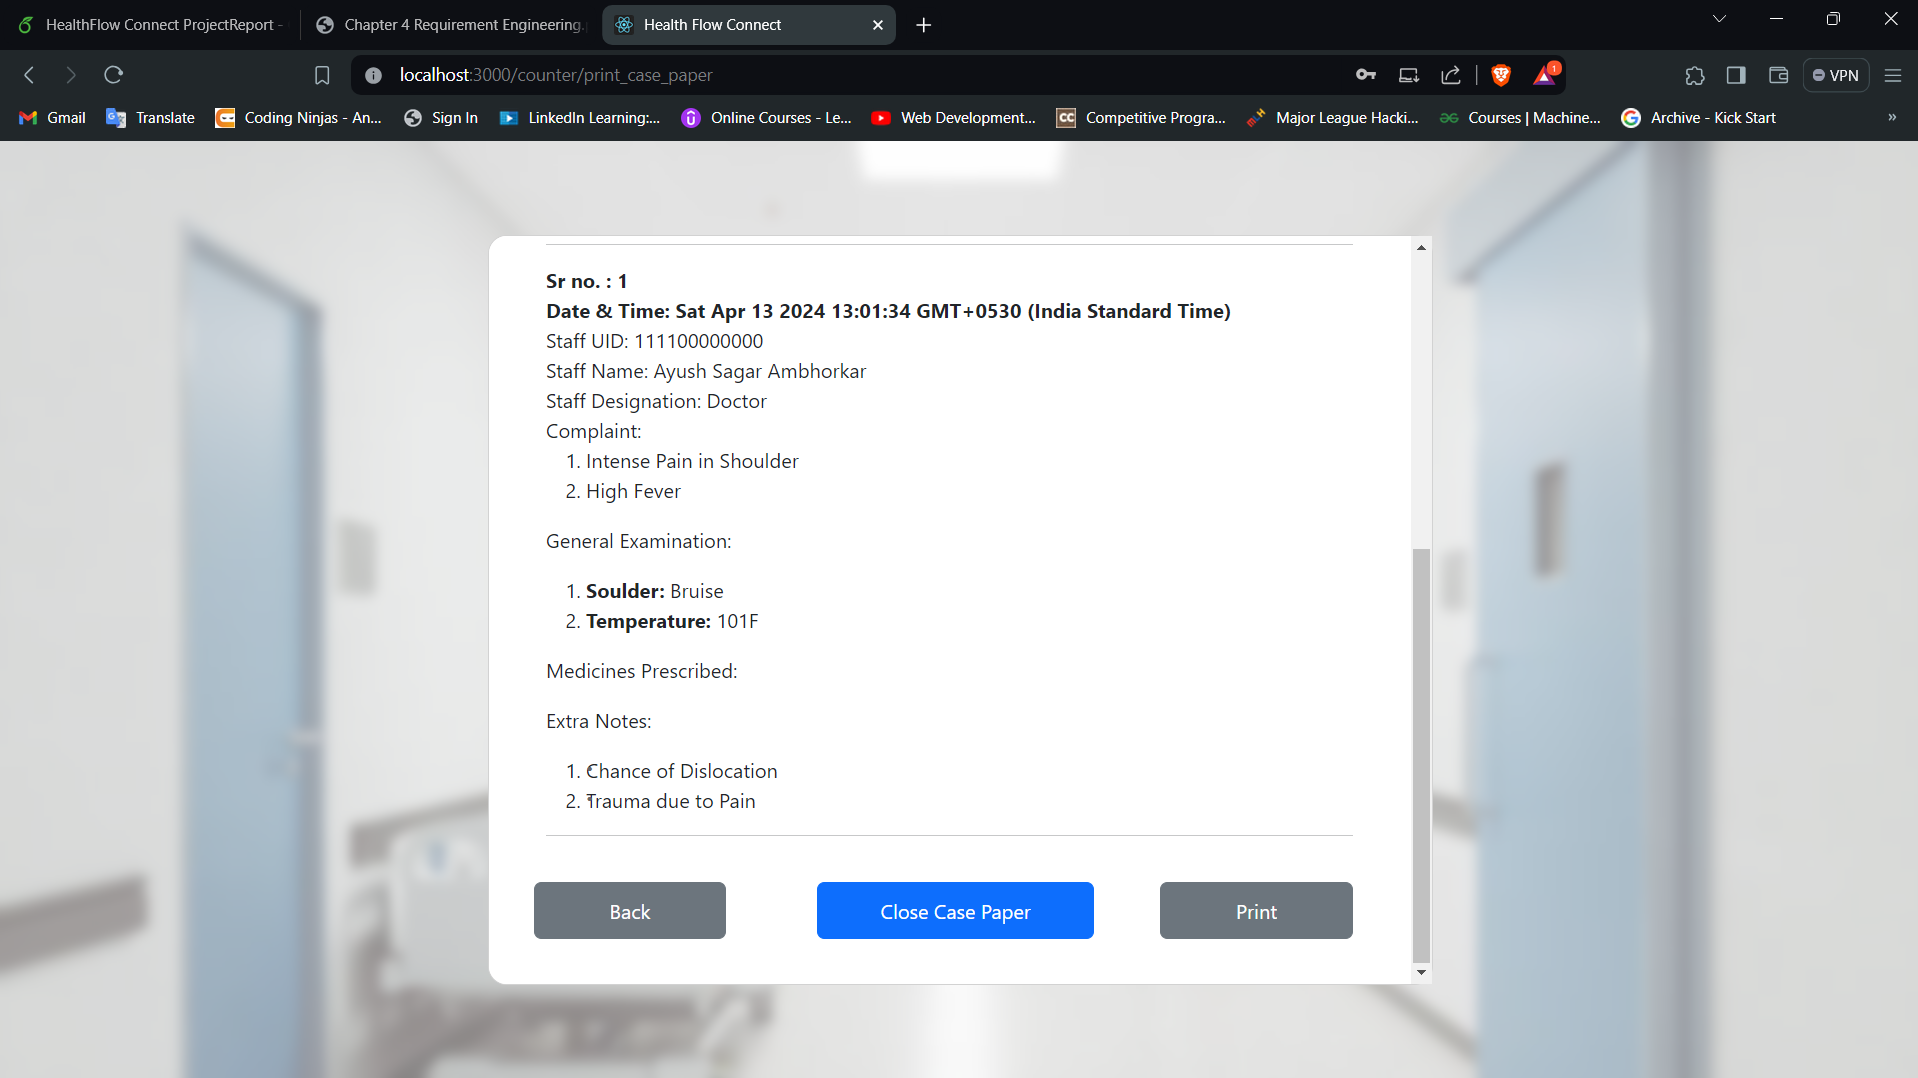 HealthFlow Connect ProjectReport -
Chapter 4 Requirement Engineering.
Health Flow Connect
localhost:3000/counter/print_case_paper
1
VPN
Gmail
Translate
Coding Ninjas - An...
Sign In
LinkedIn Learning:...
Online Courses - Le...
Web Development...
CC
Competitive Progra...
Major League Hacki...
Courses | Machine...
Archive - Kick Start
»
Sr no. : 1
Date & Time: Sat Apr 13 2024 13:01:34 GMT+0530 (India Standard Time)
Staff UID: 111100000000
Staff Name: Ayush Sagar Ambhorkar
Staff Designation: Doctor
Complaint:
1. Intense Pain in Shoulder
2. High Fever
General Examination:
1. Soulder: Bruise
2. Temperature: 101F
Medicines Prescribed:
Extra Notes:
1. Chance of Dislocation
2. Trauma due to Pain
Back
Close Case Paper
Print